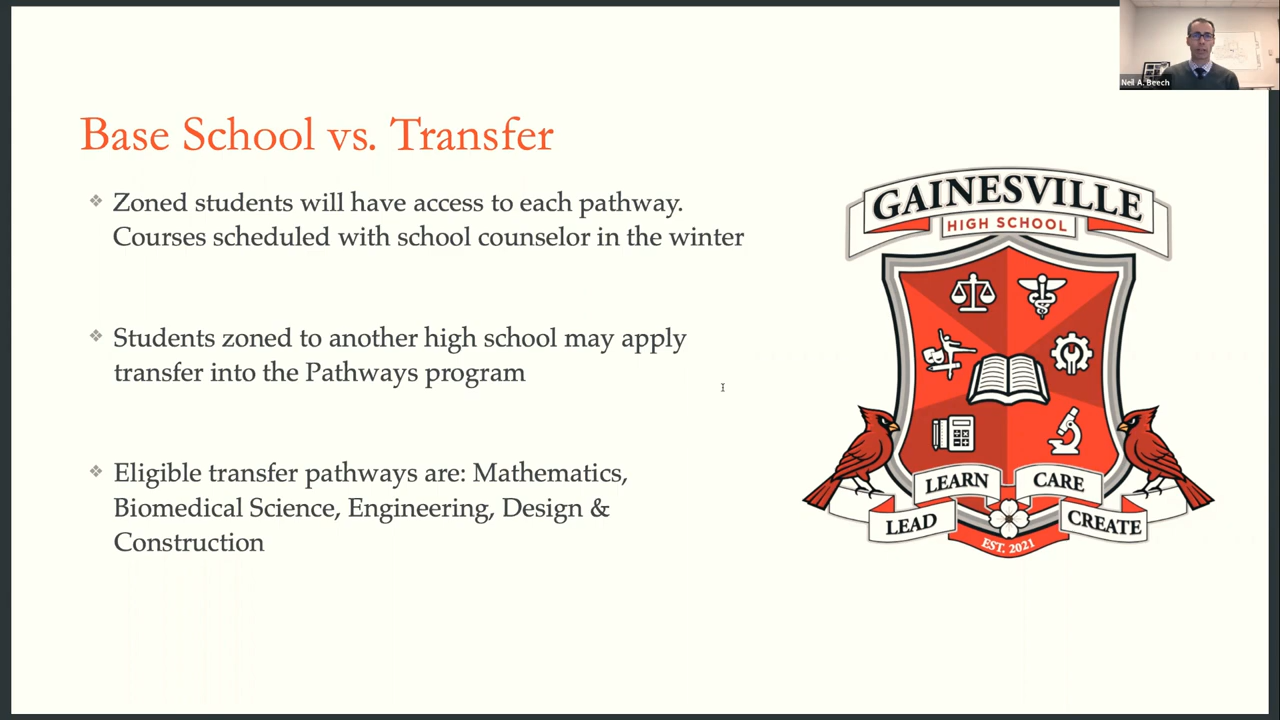 Neil A. Beech
Base School vs. Transfer
Zoned students will have access to each pathway.
Courses scheduled with school counselor in the winter
Students zoned to another high school may apply
transfer into the Pathways program
Eligible transfer pathways are: Mathematics,
Biomedical Science, Engineering, Design &
Construction
GAINESVILLE
HIGH SCHOOL
LEARN
CARE
LEAD
CREATE
EST. 2021